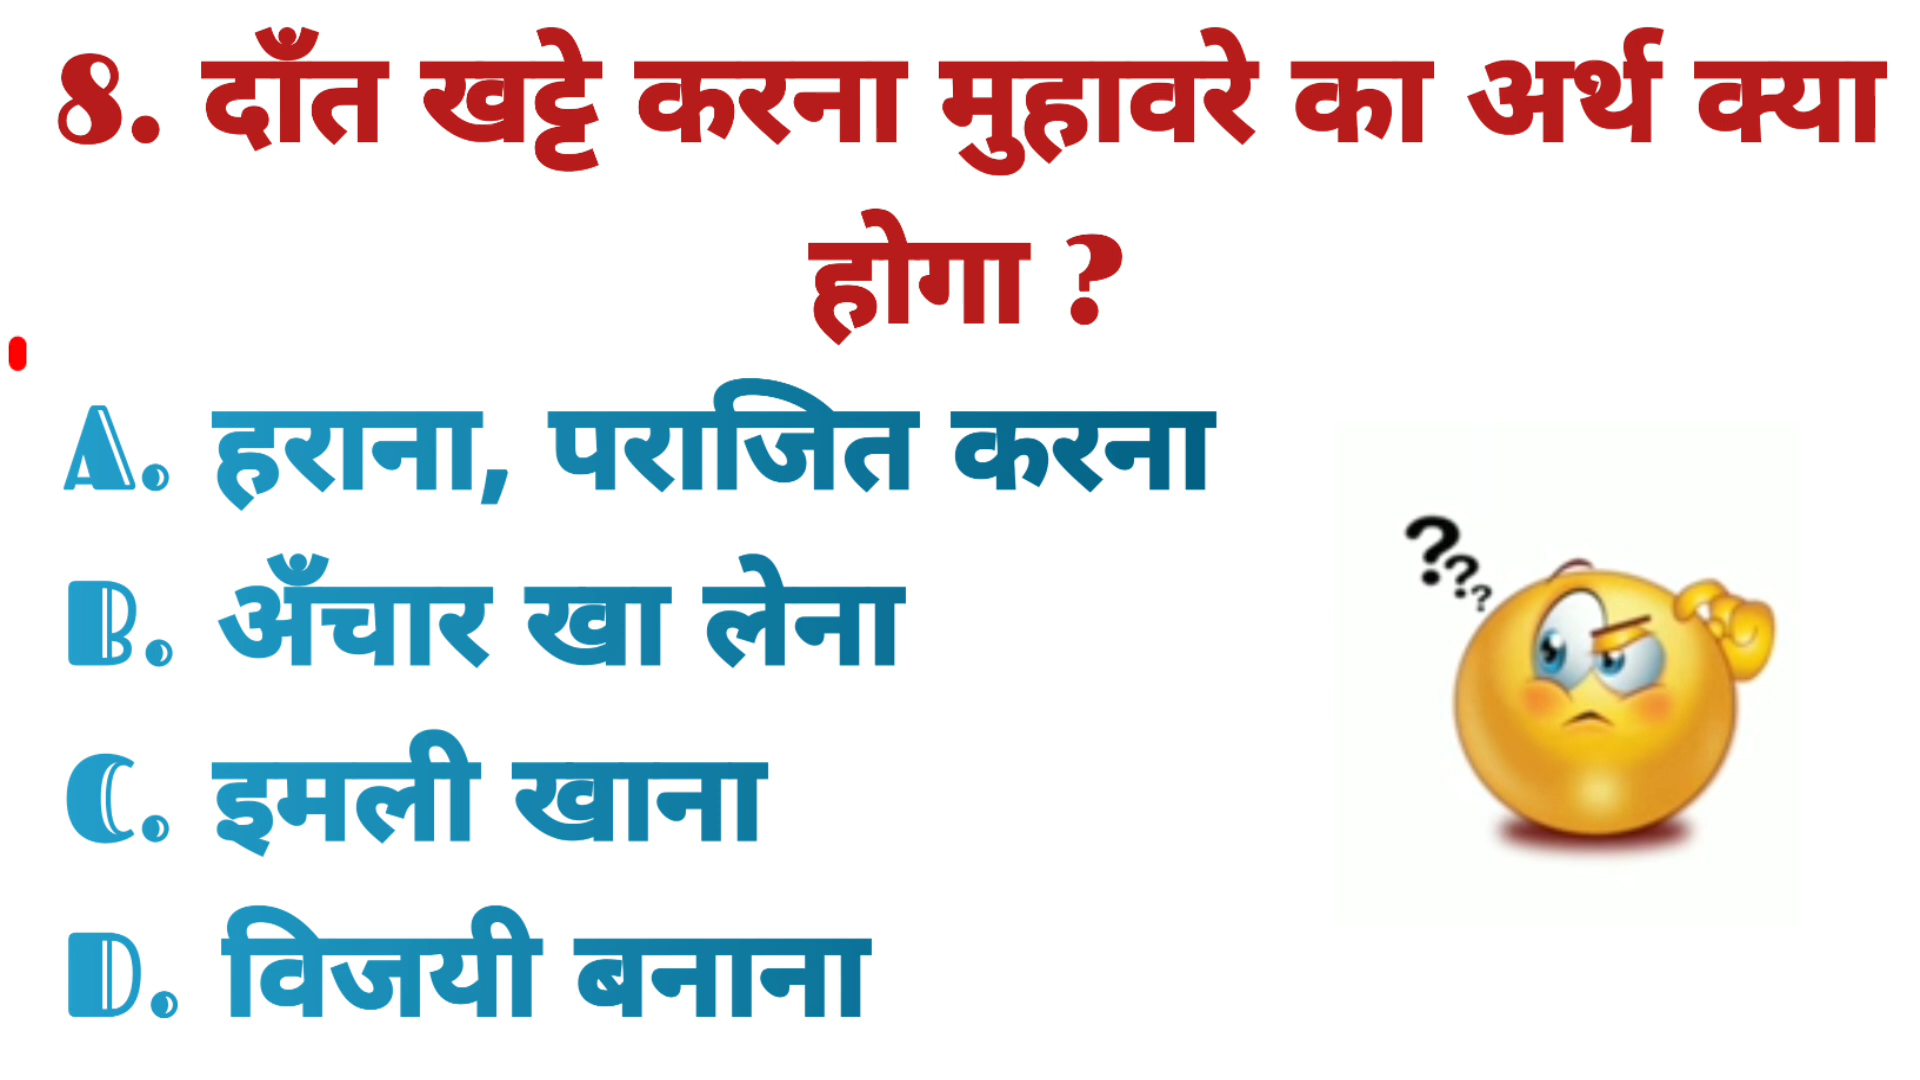 8. दाँत खट्टे करना मुहावरे का अर्थ क्या
होगा ?
A. हराना, पराजित करना
B. अँचार खा लेना
C. इमली खाना
D. विजयी बनाना
???